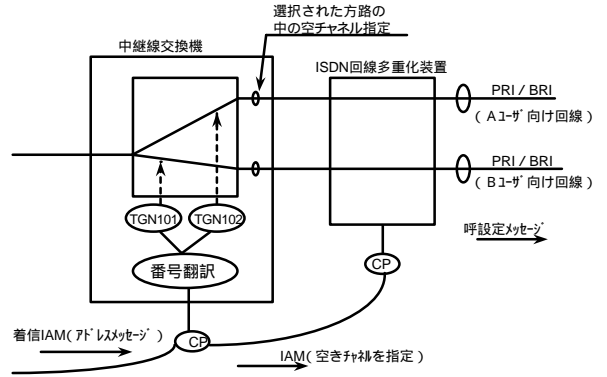 選択された方路の
中の空チャネル指定
中継線交換機
ISDN回線多重化装置
PRI / BRI
( Aﾕｰｻﾞ向け回線 )
PRI / BRI
( Bﾕｰｻﾞ向け回線 )
TGN101
TGN102
呼設定ﾒｯｾｰｼﾞ
番号翻訳
CP
着信IAM( ｱﾄﾞﾚｽﾒｯｾｰｼﾞ )
CP
IAM( 空きﾁｬﾈﾙを指定 )